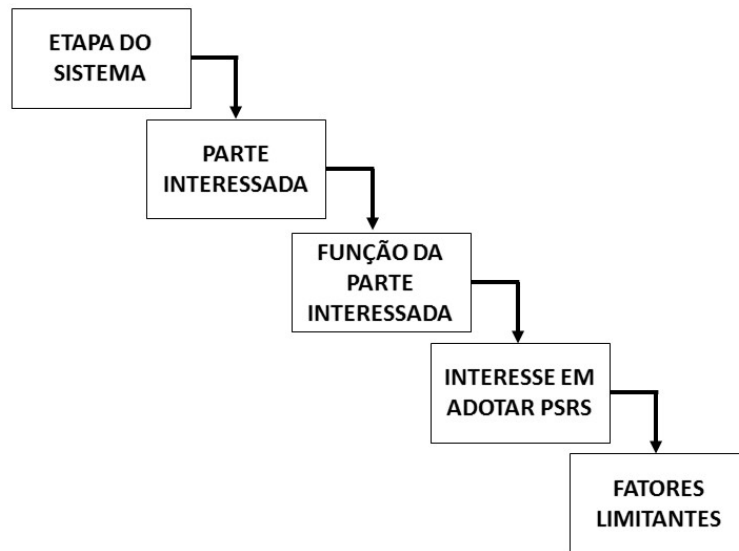 ETAPA DO
SISTEMA
PARTE
INTERESSADA
FUNÇÃO DA
PARTE
INTERESSADA
INTERESSE EM
ADOTAR PSRS
FATORES
LIMITANTES